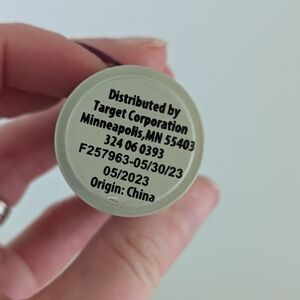 Distributed by
Target Corporation
Minneapolis,MN 55403
324 06 0393
F257963-05/30/23
05/2023
Origin: China